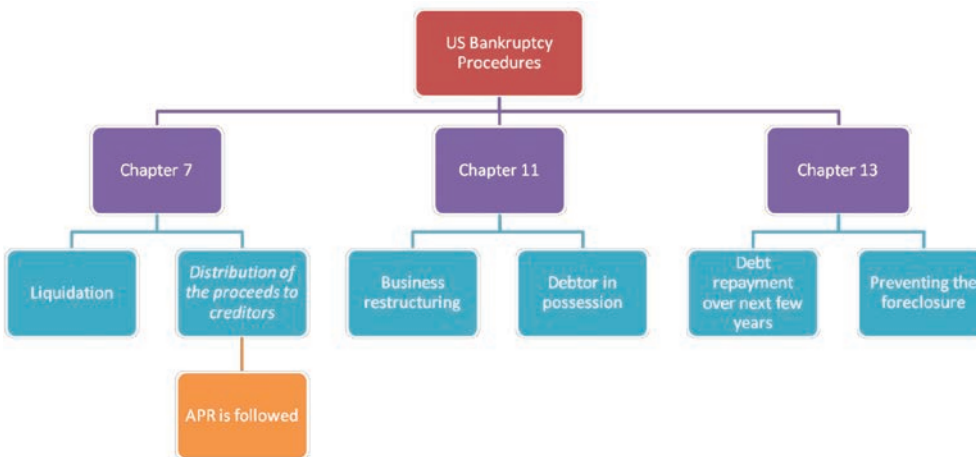 US Bankruptcy
Procedures
Chapter 7
Chapter 11
Chapter 13
Liquidation
Distribution of
the proceeds to
creditors
Business
restructuring
Debtor in
possession
Debt
repayment
over next few
years
Preventing the
foreclosure
APR is followed